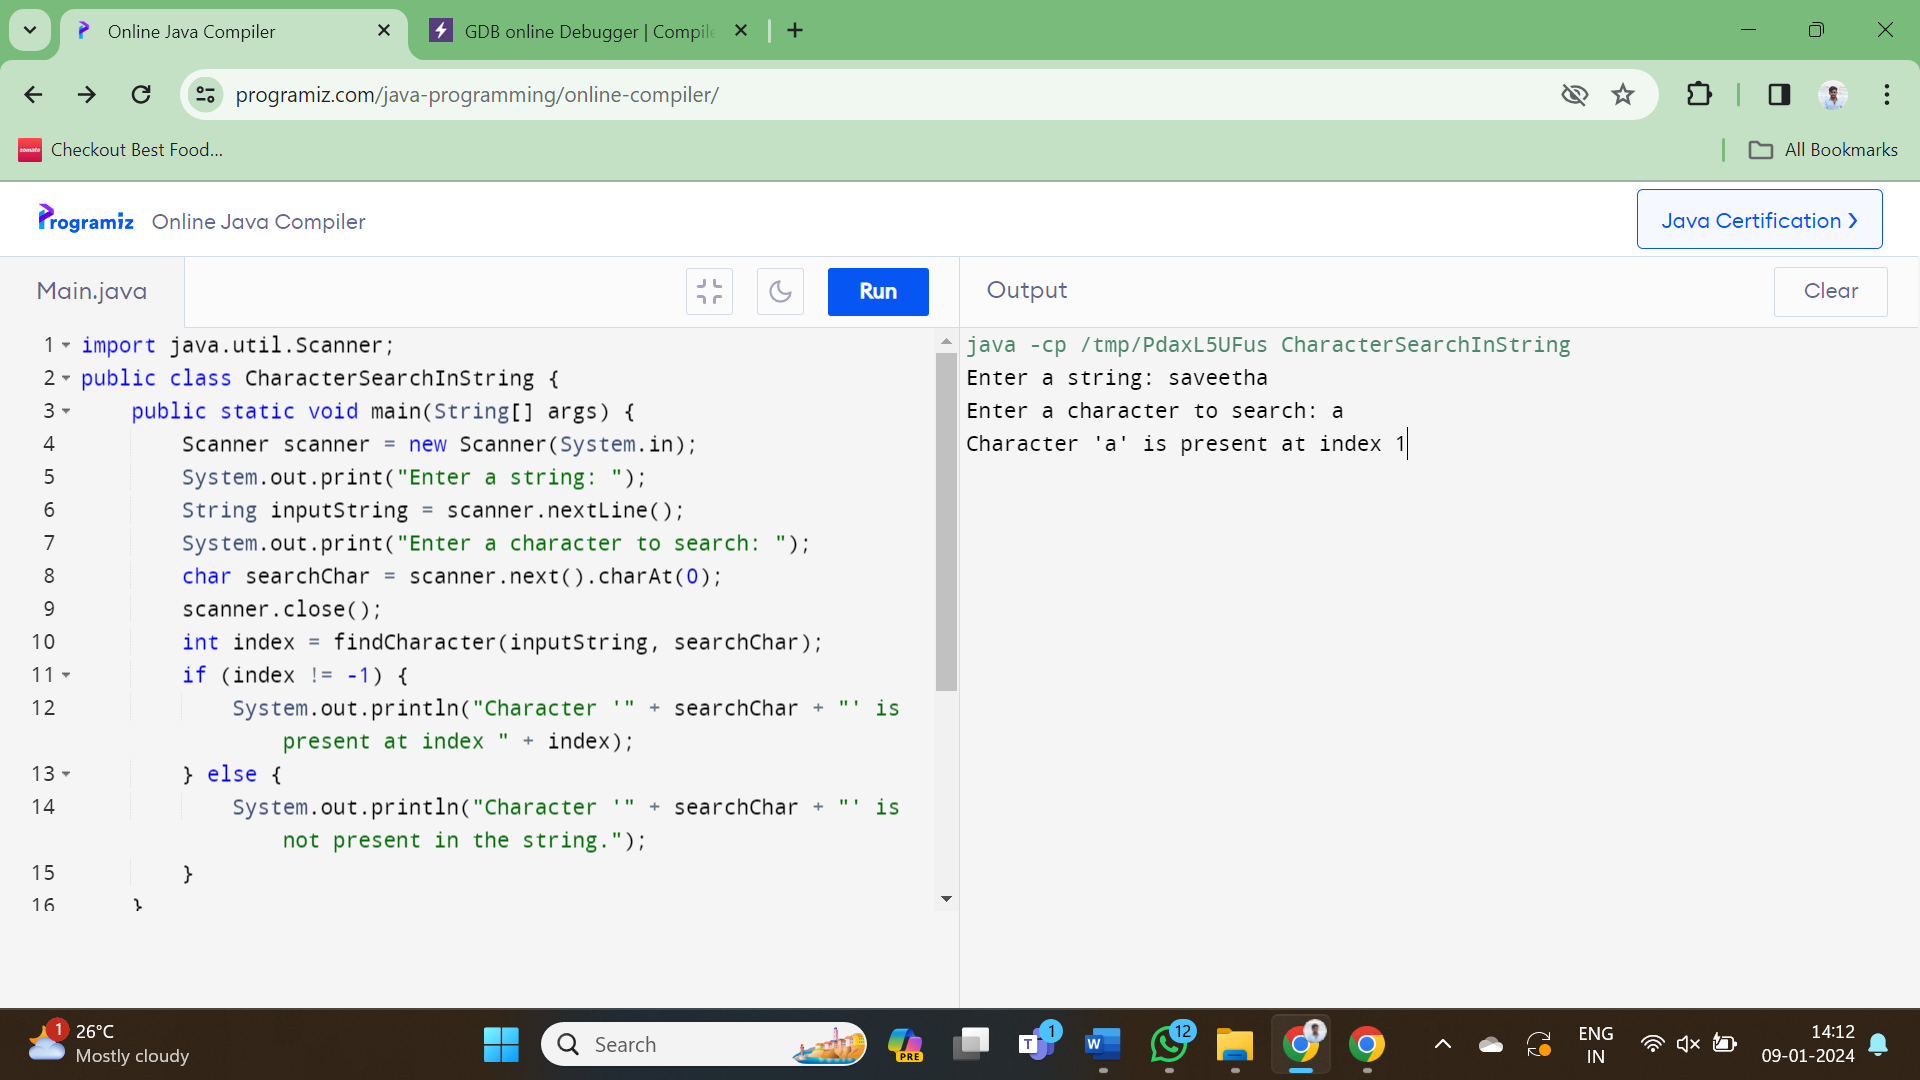 Online Java Compiler
GDB online Debugger | Compile
programiz.com/java-programming/online-compiler/
zomato
Checkout Best Food...
All Bookmarks
Programiz Online Java Compiler
Java Certification ❯
Main.java
Run
Output
Clear
1 import java.util.Scanner;
2 public class CharacterSearchInString {
3 public static void main(String[] args) {
4 Scanner scanner = new Scanner(System.in);
5 System.out.print("Enter a string: ");
6 String inputString = scanner.nextLine();
7 System.out.print("Enter a character to search: ");
8 char searchChar = scanner.next().charAt(0);
9 scanner.close();
10 int index = findCharacter(inputString, searchChar);
11 if (index != -1) {
12 System.out.println("Character '" + searchChar + "' is
present at index " + index);
13 } else {
14 System.out.println("Character '" + searchChar + "' is
not present in the string.");
15 }
16 }
java -cp /tmp/PdaxL5UFus CharacterSearchInString
Enter a string: saveetha
Enter a character to search: a
Character 'a' is present at index 1
1
26°C
Mostly cloudy
Search
PRE
T
1
W
12
ENG
IN
14:12
09-01-2024